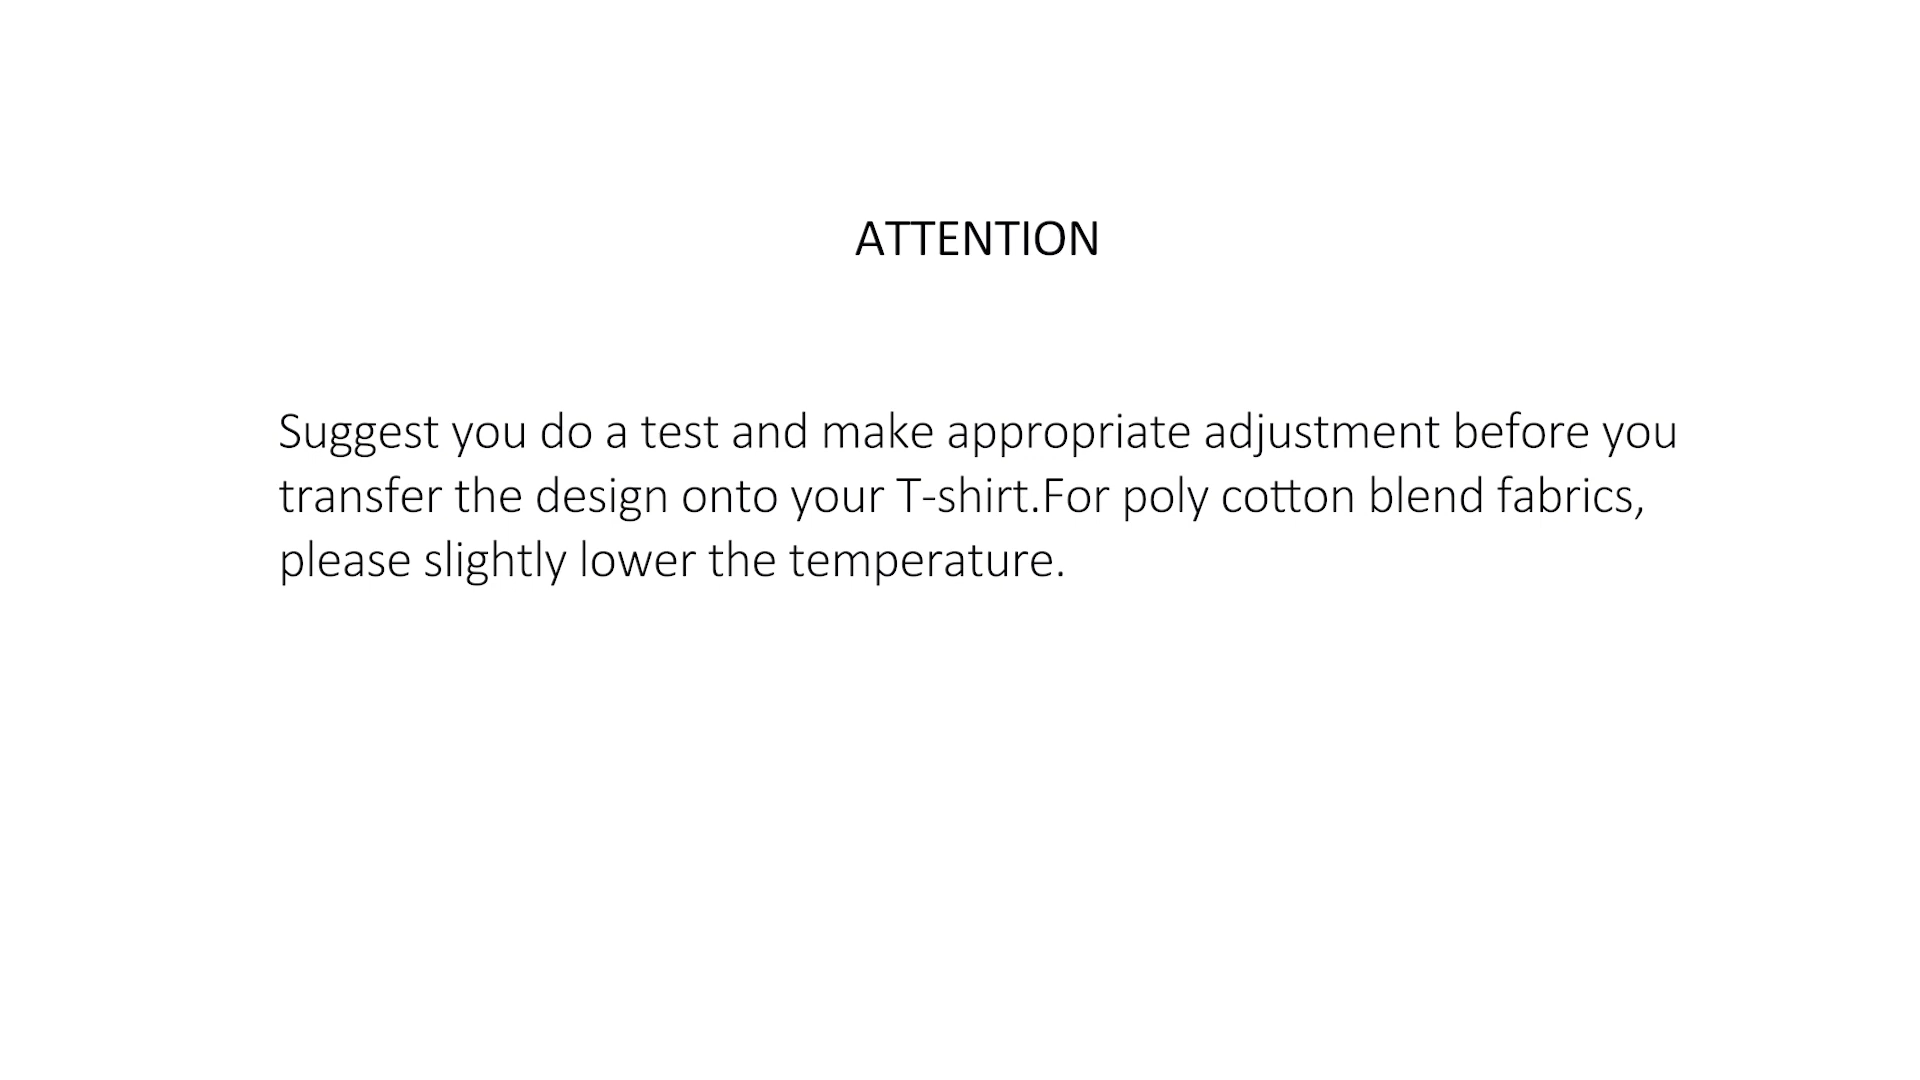 ATTENTION
Suggest you do a test and make appropriate adjustment before you
transfer the design onto your T-shirt.For poly cotton blend fabrics,
please slightly lower the temperature.